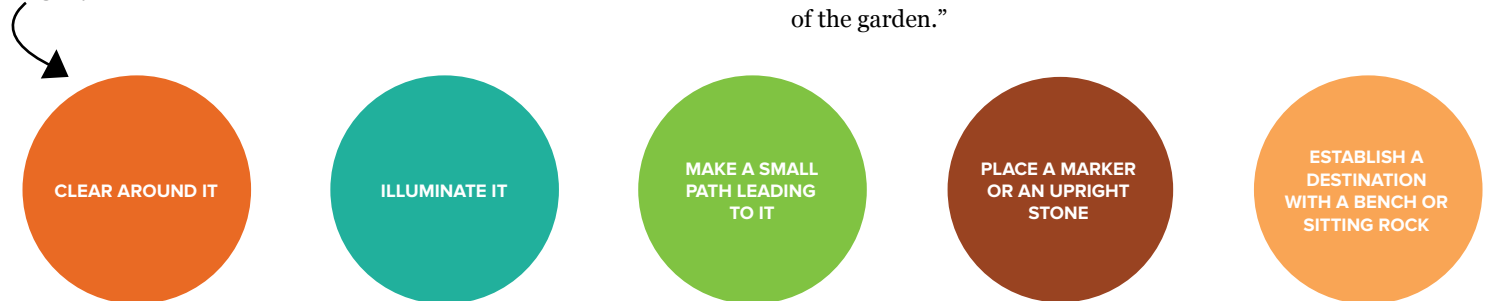 of the garden.”
CLEAR AROUND IT
ILLUMINATE IT
MAKE A SMALL
PATH LEADING
TO IT
PLACE A MARKER
OR AN UPRIGHT
STONE
ESTABLISH A
DESTINATION
WITH A BENCH OR
SITTING ROCK